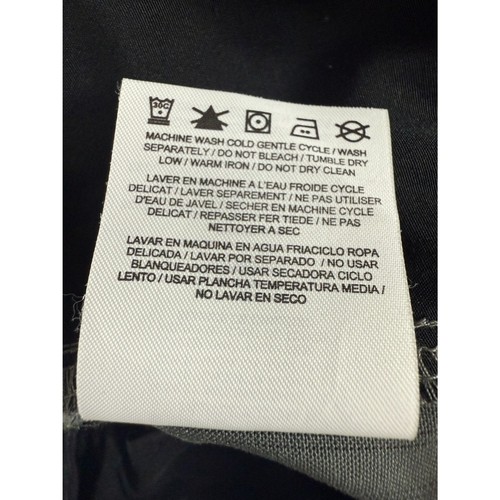 30C
MACHINE WASH COLD GENTLE CYCLE / WASH
SEPARATELY / DO NOT BLEACH / TUMBLE DRY
LOW / WARM IRON / DO NOT DRY CLEAN
LAVER EN MACHINE A L'EAU FROIDE CYCLE
DELICAT / LAVER SEPAREMENT / NE PAS UTILISER
D'EAU DE JAVEL / SECHER EN MACHINE CYCLE
DELICAT / REPASSER FER TIEDE / NE PAS
NETTOYER A SEC
LAVAR EN MAQUINA EN AGUA FRIACICLO ROPA
DELICADA / LAVAR POR SEPARADO / NO USAR
BLANQUEADORES / USAR SECADORA CICLO
LENTO / USAR PLANCHA TEMPERATURA MEDIA /
NO LAVAR EN SECO